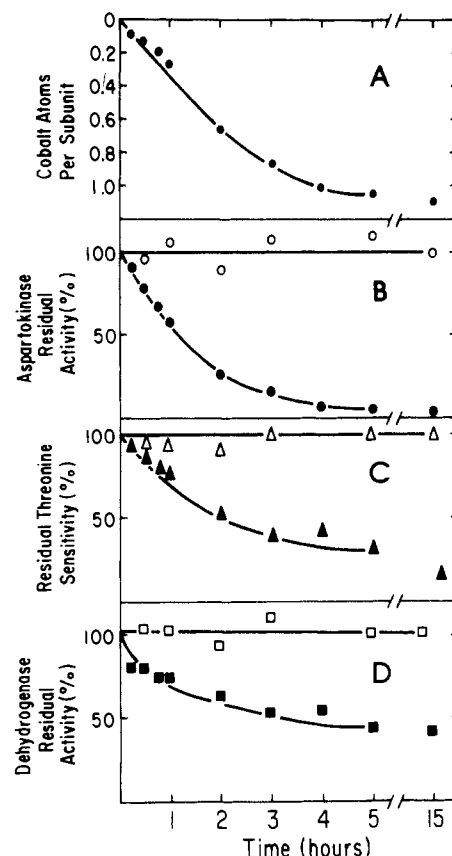 0
0.2
0.4
0.6
0.8
1.0
Cobalt Atoms
Per Subunit
A
100
50
Aspartokinase
Residual
Activity (%)
B
100
50
Residual Threonine
Sensitivity (%)
C
100
50
Dehydrogenase
Residual
Activity (%)
D
1 2 3 4 5 15
Time (hours)